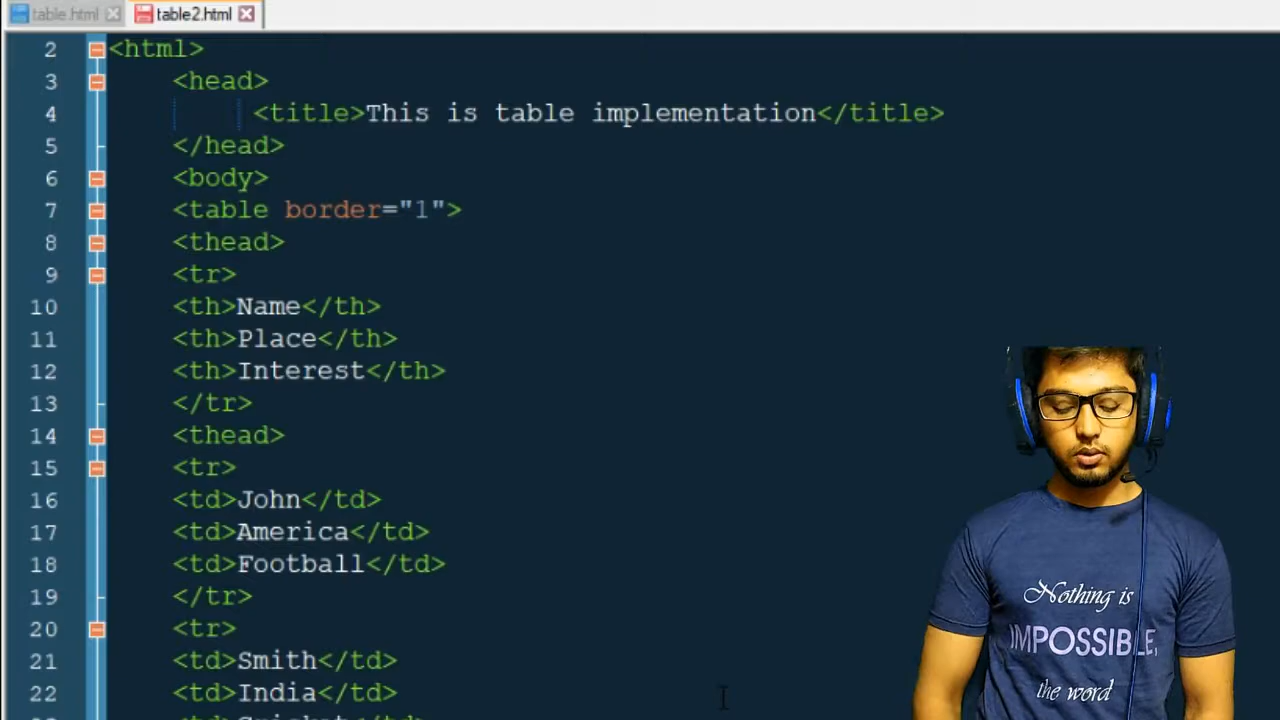 table.html
table2.html
2 <html>
3 <head>
4 <title>This is table implementation</title>
5 </head>
6 <body>
7 <table border="1">
8 <thead>
9 <tr>
10 <th>Name</th>
11 <th>Place</th>
12 <th>Interest</th>
13 </tr>
14 <thead>
15 <tr>
16 <td>John</td>
17 <td>America</td>
18 <td>Football</td>
19 </tr>
20 <tr>
21 <td>Smith</td>
22 <td>India</td>
Nothing is
IMPOSSIBLE,
the word